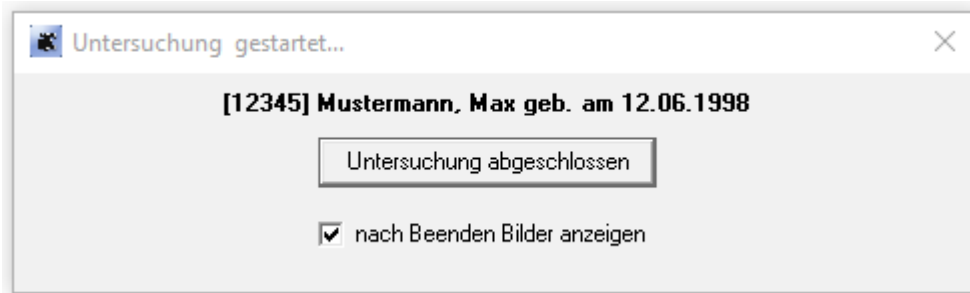 Untersuchung gestartet...
[12345] Mustermann, Max geb. am 12.06.1998
Untersuchung abgeschlossen
nach Beenden Bilder anzeigen